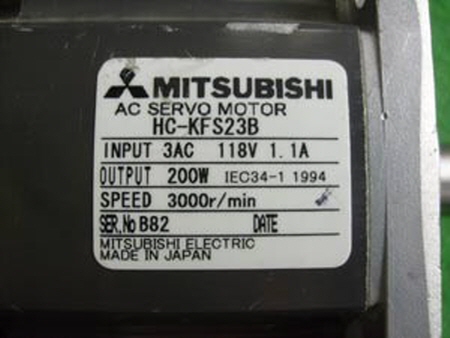 MITSUBISHI
AC SERVO MOTOR
HC-KFS23B
INPUT 3AC 118V 1.1A
OUTPUT 200W IEC34-1 1994
SPEED 3000r/min
SER.No B82 DATE
MITSUBISHI ELECTRIC
MADE IN JAPAN